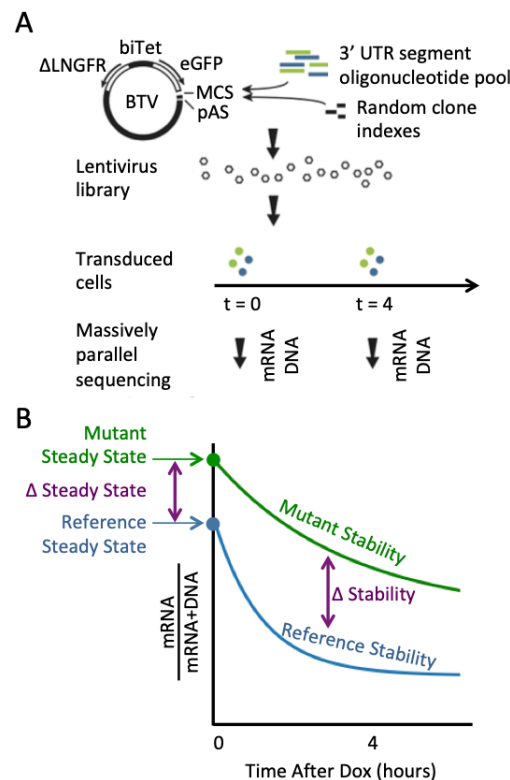 A
biTet
ΔLNGFR
eGFP
BTV
MCS
pAS
3' UTR segment
oligonucleotide pool
Random clone
indexes
Lentivirus
library
Transduced
cells
t = 0
t = 4
Massively
parallel
sequencing
mRNA
DNA
mRNA
DNA
B
Mutant
Steady State
Δ Steady State
Reference
Steady State
Mutant Stability
Δ Stability
Reference Stability
mRNA
mRNA+DNA
0
4
Time After Dox (hours)